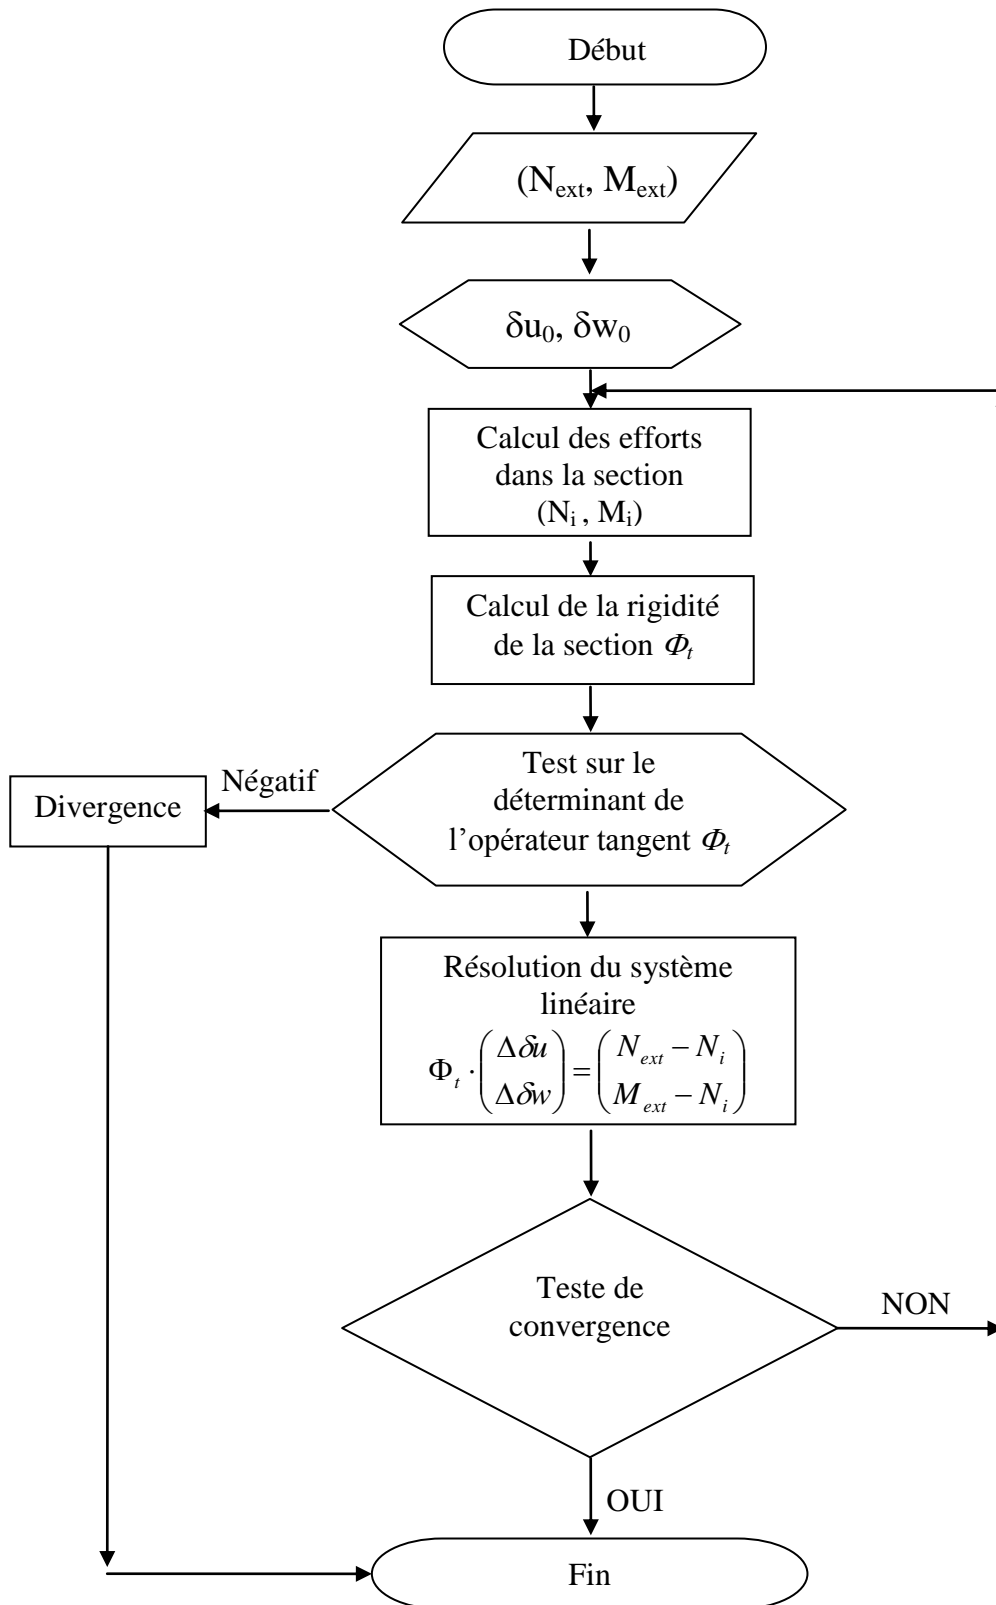 Début
(N_ext, M_ext)
δu_0, δw_0
Calcul des efforts
dans la section
(N_i , M_i)
Calcul de la rigidité
de la section Φ_t
Test sur le
déterminant de
l’opérateur tangent Φ_t
Négatif
Divergence
Résolution du système
linéaire
Φ_t · (Δδu Δδw) = (N_ext − N_i M_ext − N_i)
Teste de
convergence
NON
OUI
Fin